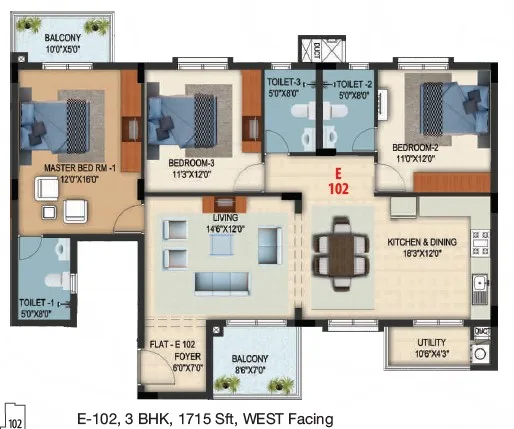 BALCONY
10'0"X5'0"
DUCT
TOILET-3
5'0"X8'0"
TOILET -2
5'0"X8'0"
MASTER BED RM -1
12'0"X16'0"
BEDROOM-3
11'3"X12'0"
BEDROOM-2
11'0"X12'0"
E
102
LIVING
14'6"X12'0"
KITCHEN & DINING
18'3"X12'0"
TOILET -1
5'0"X8'0"
FLAT - E 102
FOYER
6'0"X7'0"
BALCONY
8'6"X7'0"
UTILITY
10'6"X4'3"
DUCT
102
E-102, 3 BHK, 1715 Sft, WEST Facing